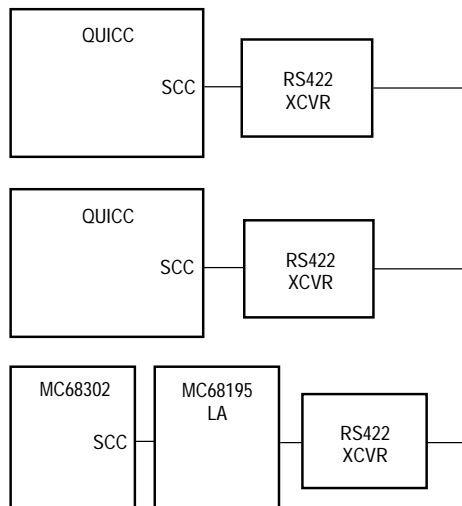 QUICC
SCC
RS422
XCVR
QUICC
SCC
RS422
XCVR
MC68302
SCC
MC68195
LA
RS422
XCVR